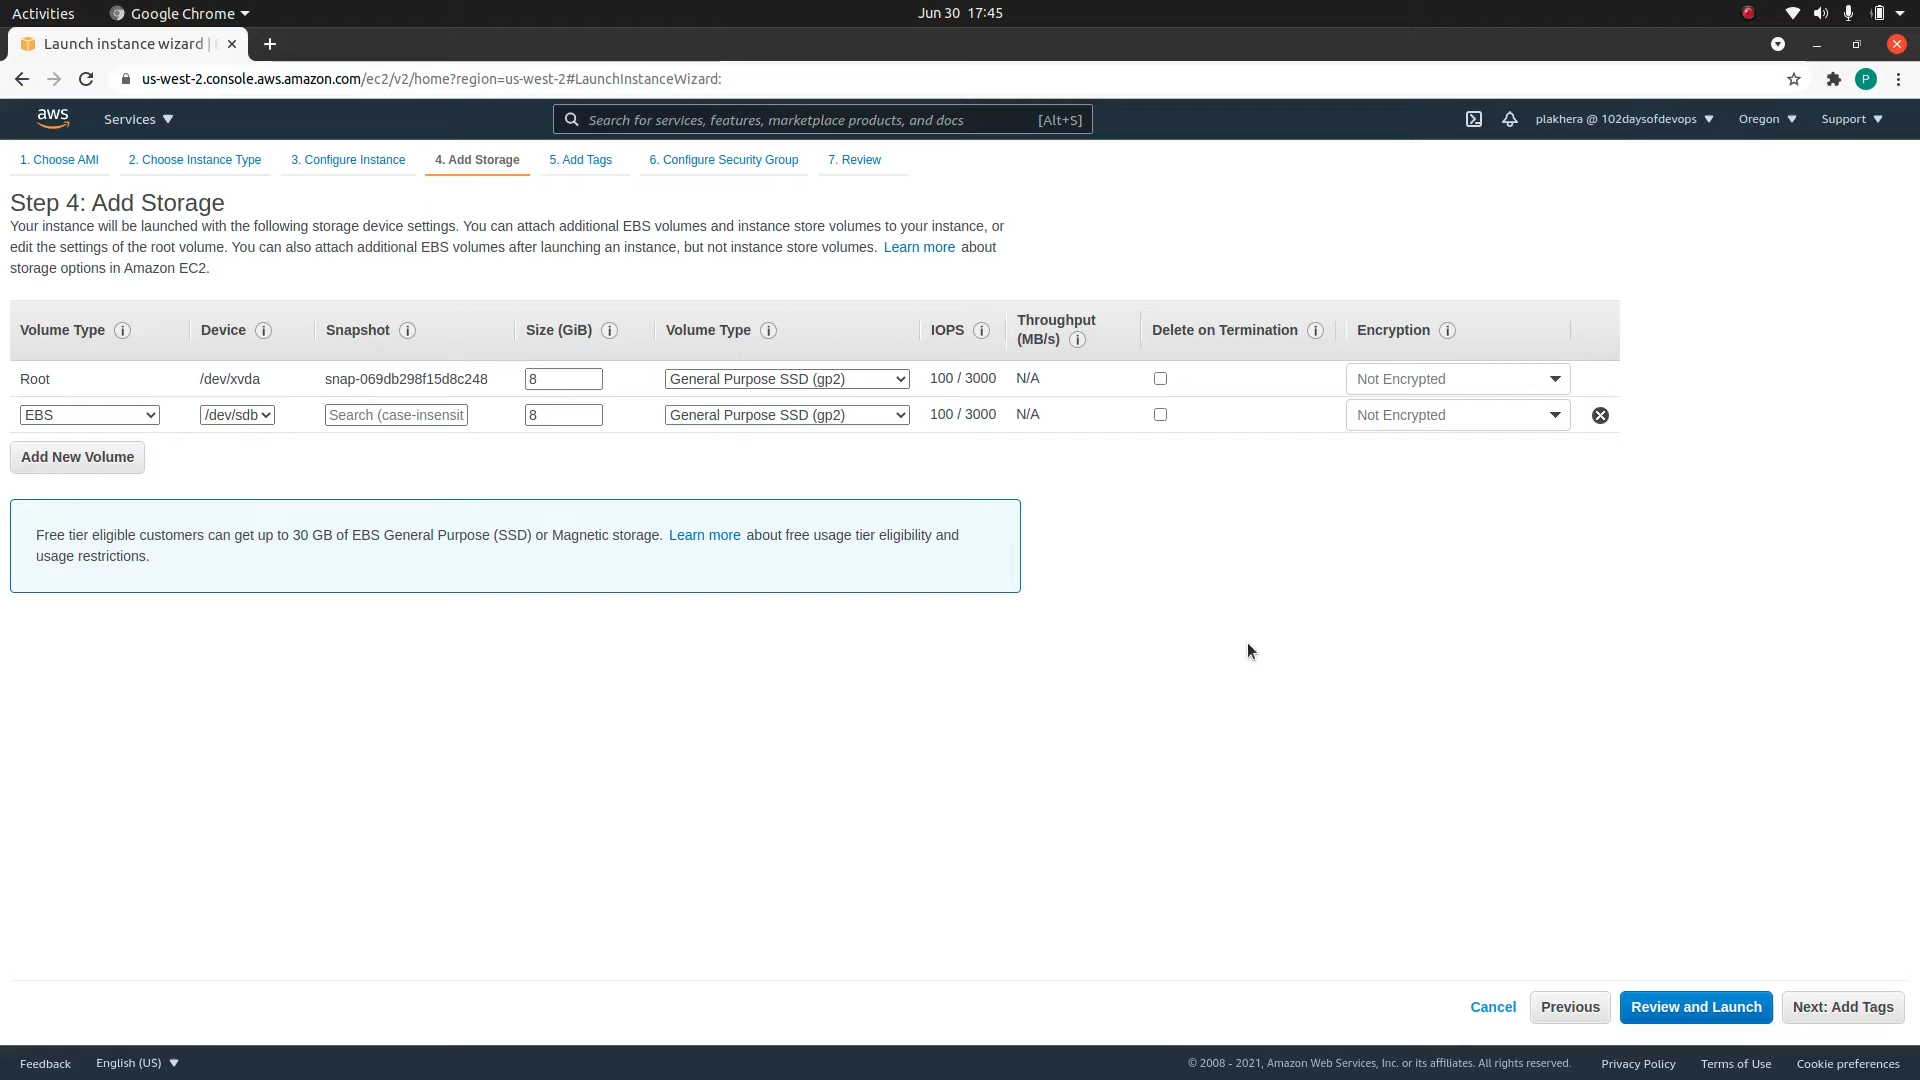 Activities
Google Chrome
Jun 30 17:45
Launch instance wizard |
us-west-2.console.aws.amazon.com/ec2/v2/home?region=us-west-2#LaunchInstanceWizard:
P
aws
Services
Search for services, features, marketplace products, and docs
[Alt+S]
plakhera @ 102daysofdevops
Oregon
Support
1. Choose AMI
2. Choose Instance Type
3. Configure Instance
4. Add Storage
5. Add Tags
6. Configure Security Group
7. Review
Step 4: Add Storage
Your instance will be launched with the following storage device settings. You can attach additional EBS volumes and instance store volumes to your instance, or
edit the settings of the root volume. You can also attach additional EBS volumes after launching an instance, but not instance store volumes. Learn more about
storage options in Amazon EC2.
Volume Type
Device
Snapshot
Size (GiB)
Volume Type
IOPS
Throughput
(MB/s)
Delete on Termination
Encryption
Root
/dev/xvda
snap-069db298f15d8c248
8
General Purpose SSD (gp2)
100 / 3000
N/A
Not Encrypted
EBS
/dev/sdb
Search (case-insensit
8
General Purpose SSD (gp2)
100 / 3000
N/A
Not Encrypted
Add New Volume
Free tier eligible customers can get up to 30 GB of EBS General Purpose (SSD) or Magnetic storage. Learn more about free usage tier eligibility and
usage restrictions.
Cancel
Previous
Review and Launch
Next: Add Tags
Feedback
English (US)
© 2008 - 2021, Amazon Web Services, Inc. or its affiliates. All rights reserved.
Privacy Policy
Terms of Use
Cookie preferences